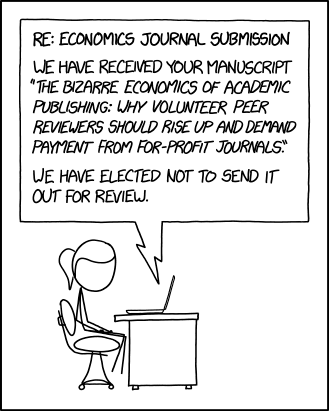 RE: ECONOMICS JOURNAL SUBMISSION
WE HAVE RECEIVED YOUR MANUSCRIPT
"THE BIZARRE ECONOMICS OF ACADEMIC
PUBLISHING: WHY VOLUNTEER PEER
REVIEWERS SHOULD RISE UP AND DEMAND
PAYMENT FROM FOR-PROFIT JOURNALS."
WE HAVE ELECTED NOT TO SEND IT
OUT FOR REVIEW.